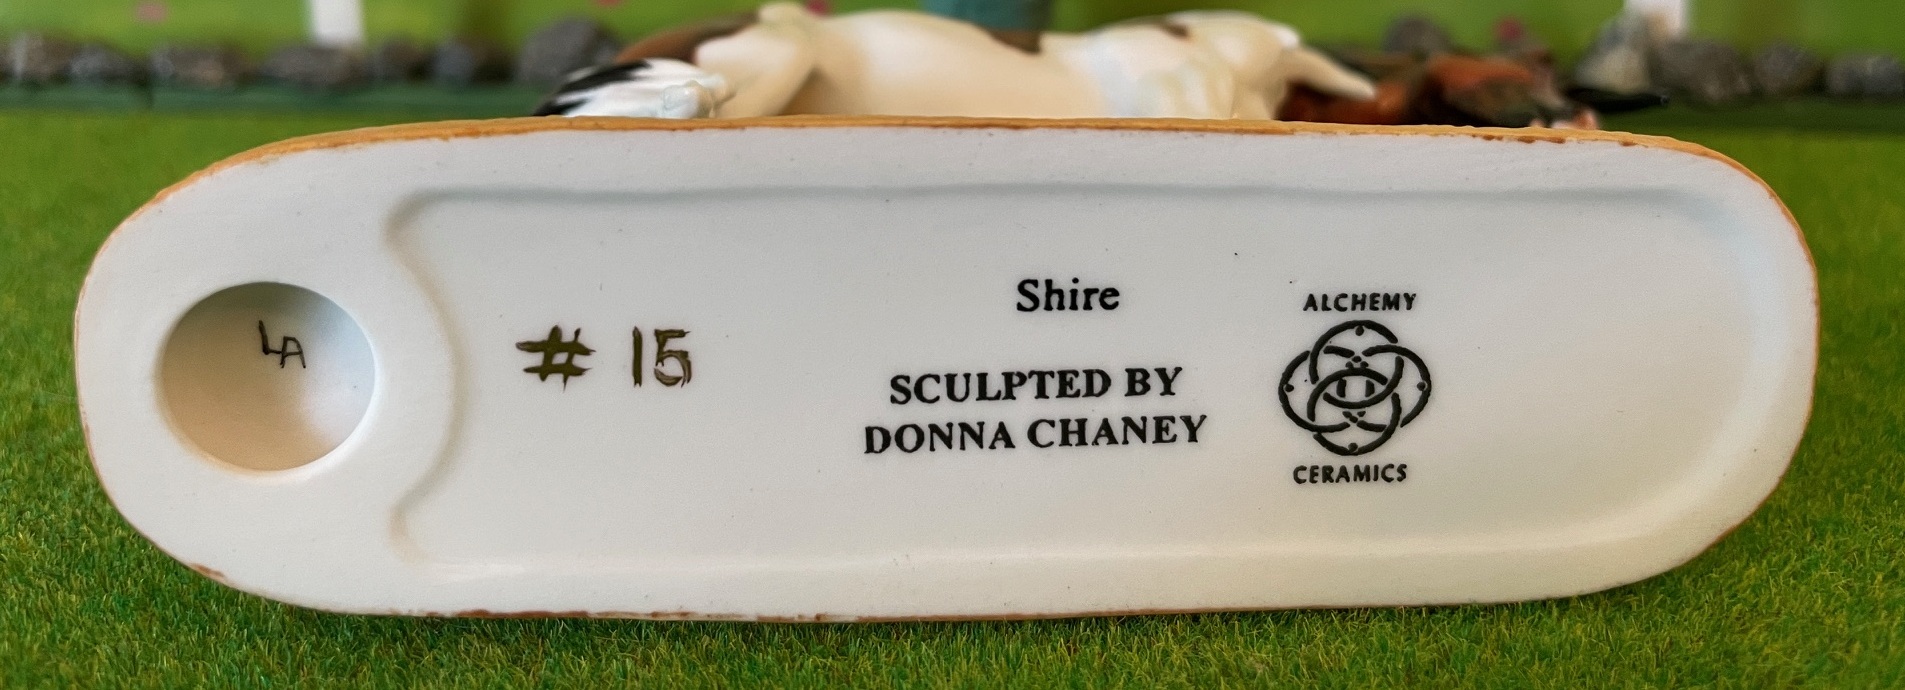 LA
# 15
Shire
SCULPTED BY
DONNA CHANEY
ALCHEMY
CERAMICS